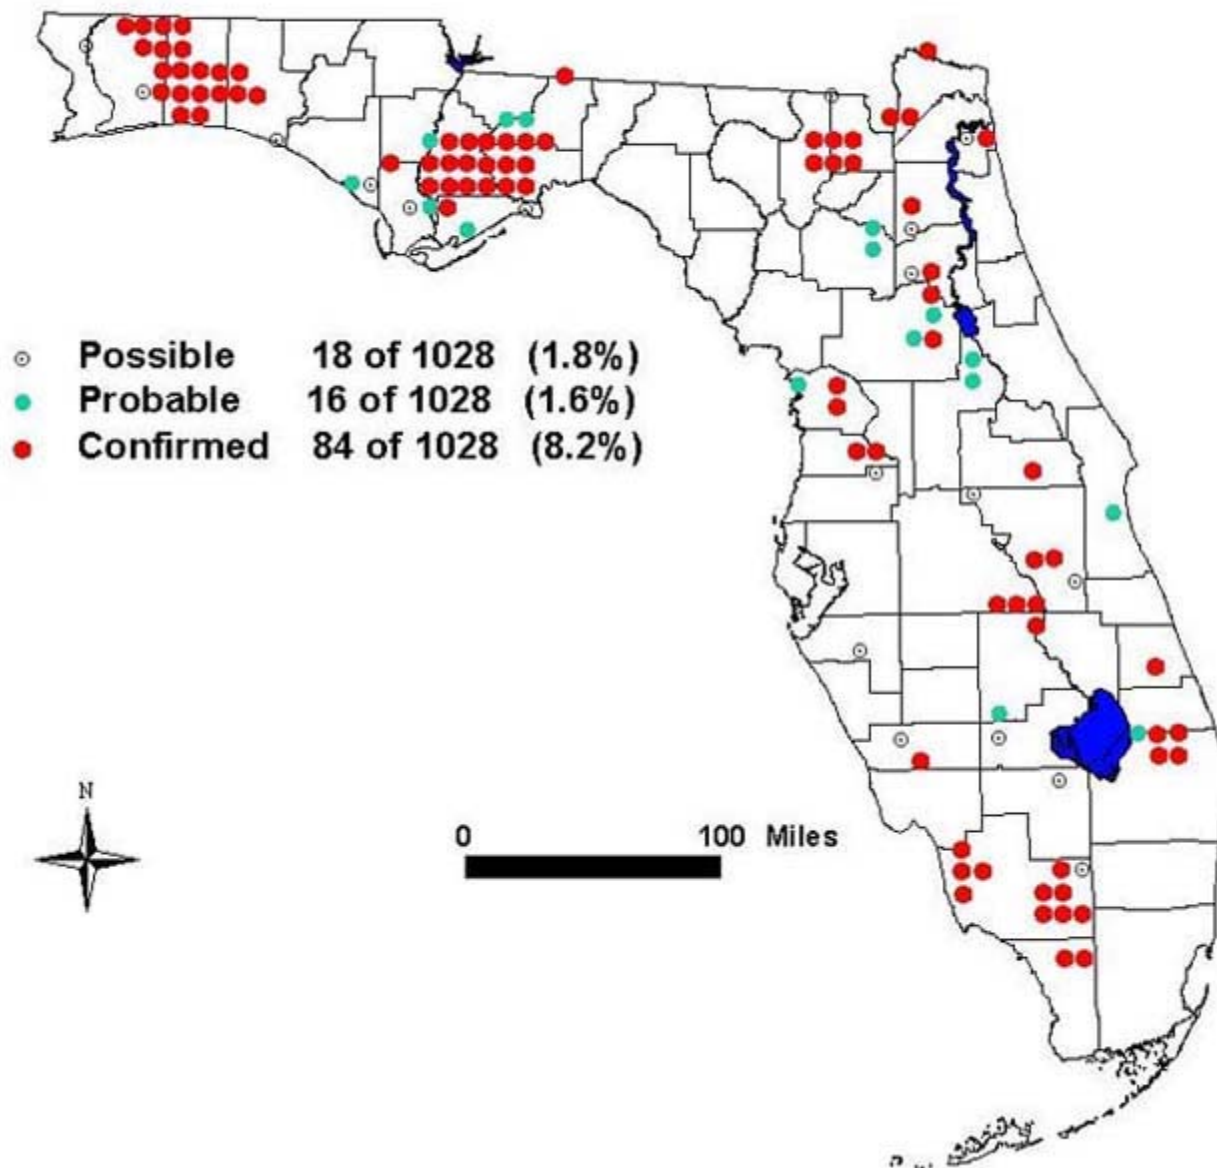 Possible 18 of 1028 (1.8%)
Probable 16 of 1028 (1.6%)
Confirmed 84 of 1028 (8.2%)
N
0 100 Miles